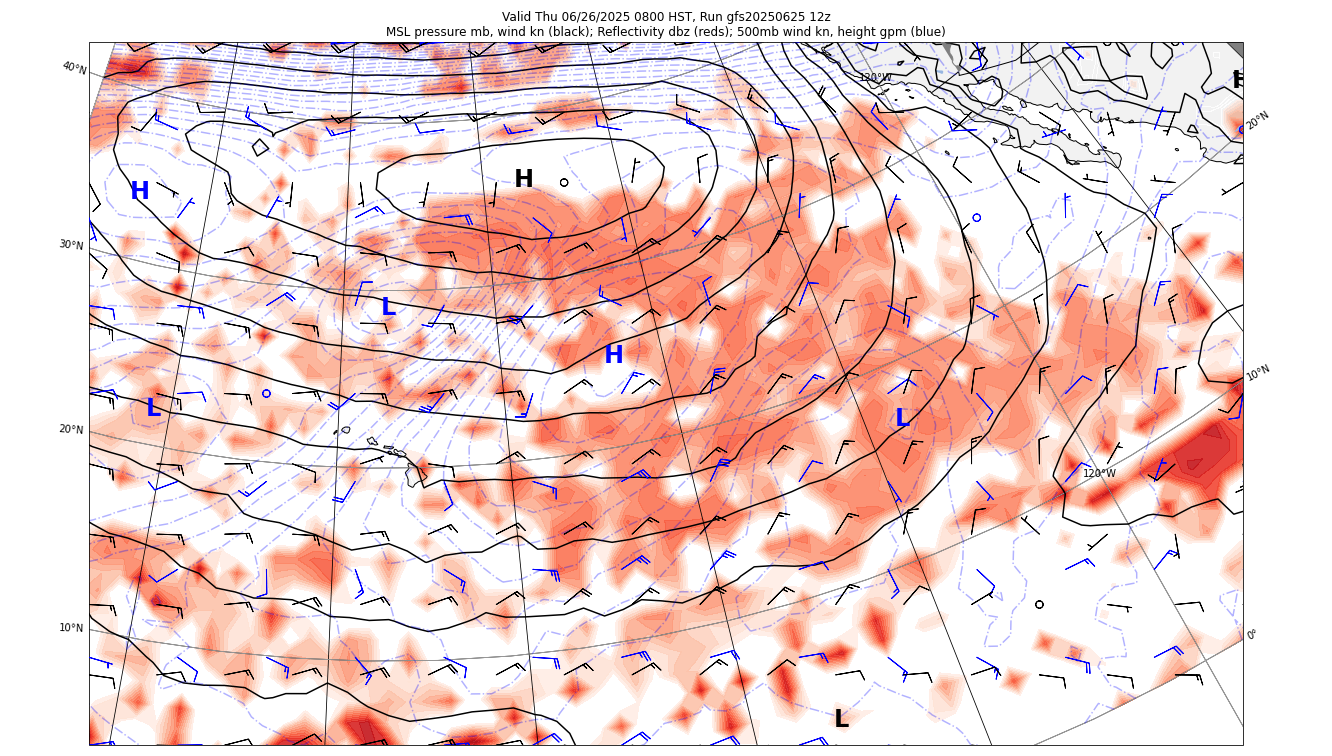 Valid Thu 06/26/2025 0800 HST, Run gfs20250625 12z
MSL pressure mb, wind kn (black); Reflectivity dbz (reds); 500mb wind kn, height gpm (blue)
40°N
120°W
H
20°N
H
H
30°N
L
H
10°N
L
L
20°N
120°W
10°N
0°
L